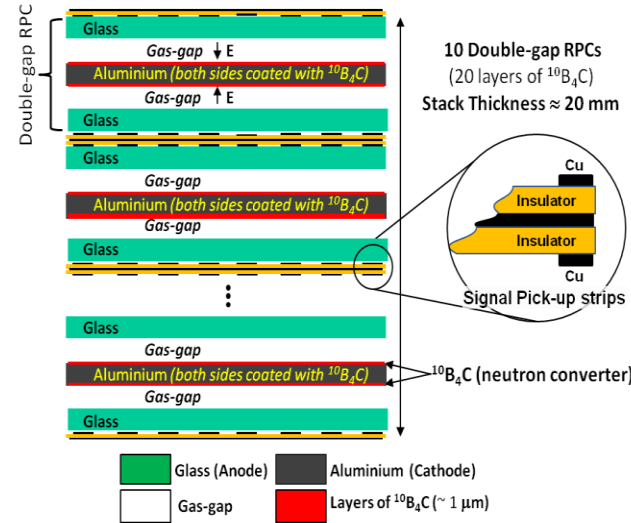 Double-gap RPC
Glass
Gas-gap
E
Aluminium (both sides coated with ¹⁰B₄C)
Gas-gap
E
Glass
Glass
Gas-gap
Aluminium (both sides coated with ¹⁰B₄C)
Gas-gap
Glass
Gas-gap
Aluminium (both sides coated with ¹⁰B₄C)
Gas-gap
Glass
10 Double-gap RPCs
(20 layers of ¹⁰B₄C)
Stack Thickness ≈ 20 mm
Cu
Insulator
Insulator
Cu
Signal Pick-up strips
¹⁰B₄C (neutron converter)
Glass (Anode)
Aluminium (Cathode)
Gas-gap
Layers of ¹⁰B₄C (~ 1 μm)